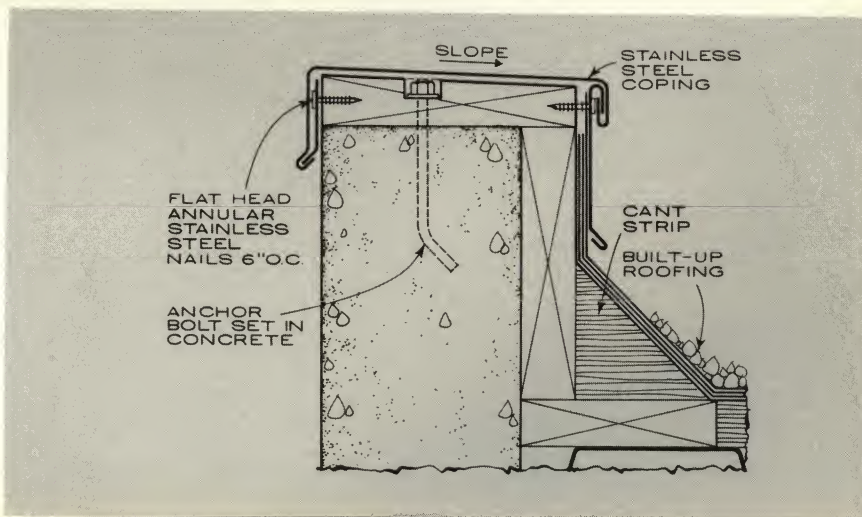 SLOPE
STAINLESS
STEEL
COPING
FLAT HEAD
ANNULAR
STAINLESS
STEEL
NAILS 6" O.C.
ANCHOR
BOLT SET IN
CONCRETE
CANT
STRIP
BUILT-UP
ROOFING